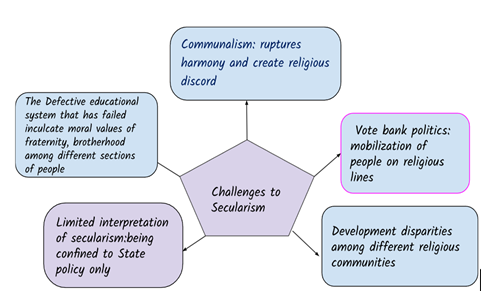 Communalism: ruptures
harmony and create religious
discord
The Defective educational
system that has failed
inculcate moral values of
fraternity, brotherhood
among different sections
of people
Vote bank politics:
mobilization of
people on religious
lines
Challenges to
Secularism
Limited interpretation
of secularism:being
confined to State
policy only
Development disparities
among different religious
communities